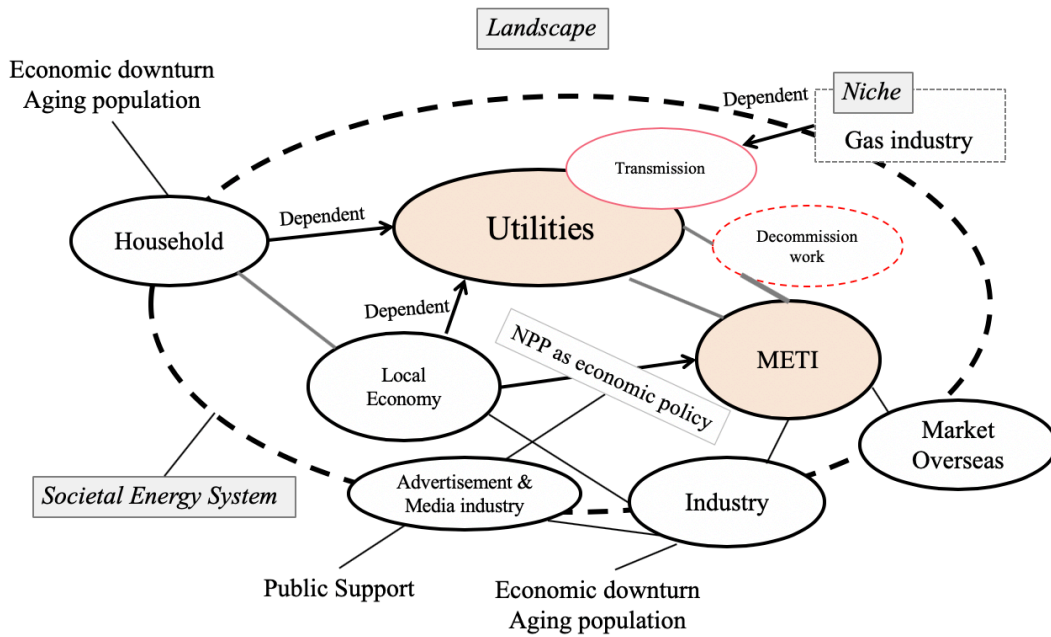 Landscape
Economic downturn
Aging population
Dependent
Niche
Gas industry
Transmission
Dependent
Utilities
Household
Decommission
work
Dependent
NPP as economic policy
METI
Local
Economy
Market
Overseas
Societal Energy System
Advertisement &
Media industry
Industry
Public Support
Economic downturn
Aging population